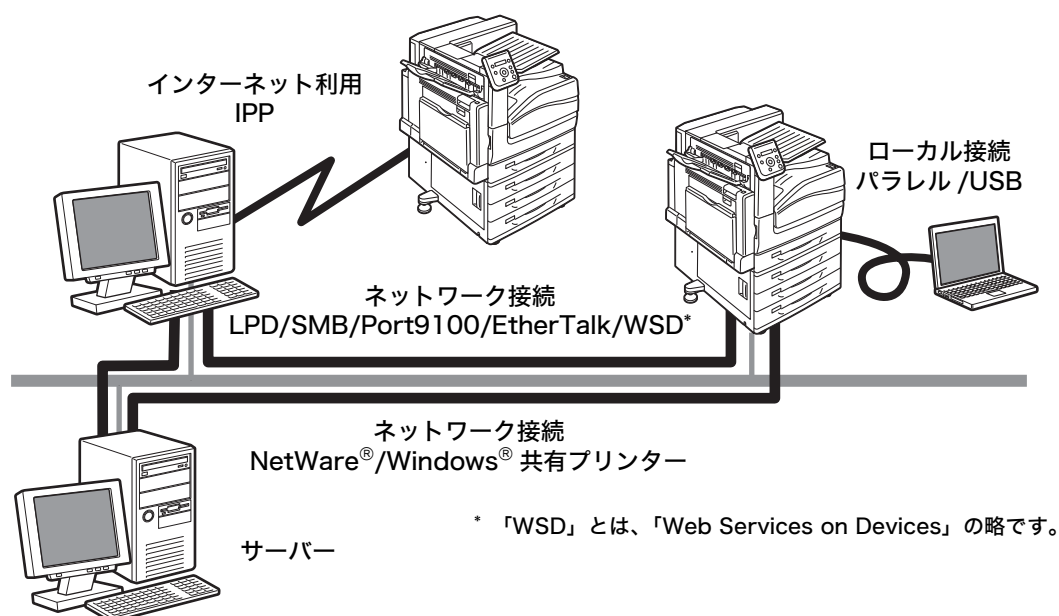 インターネット利用
IPP
ローカル接続
パラレル /USB
ネットワーク接続
LPD/SMB/Port9100/EtherTalk/WSD*
ネットワーク接続
NetWare®/Windows® 共有プリンター
* 「WSD」とは、「Web Services on Devices」の略です。
サーバー